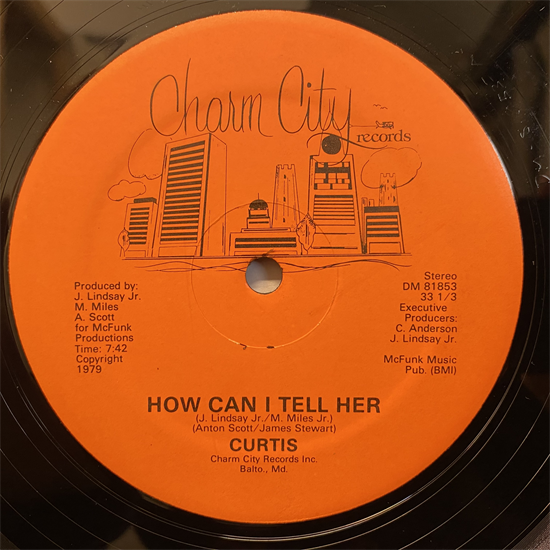 Charm City
records
Produced by:
J. Lindsay Jr.
M. Miles
A. Scott
for McFunk
Productions
Time: 7:42
Copyright
1979
Stereo
DM 81853
33 1/3
Executive
Producers:
C. Anderson
J. Lindsay Jr.
McFunk Music
Pub. (BMI)
HOW CAN I TELL HER
(J. Lindsay Jr./M. Miles Jr.)
(Anton Scott/James Stewart)
CURTIS
Charm City Records Inc.
Balto., Md.